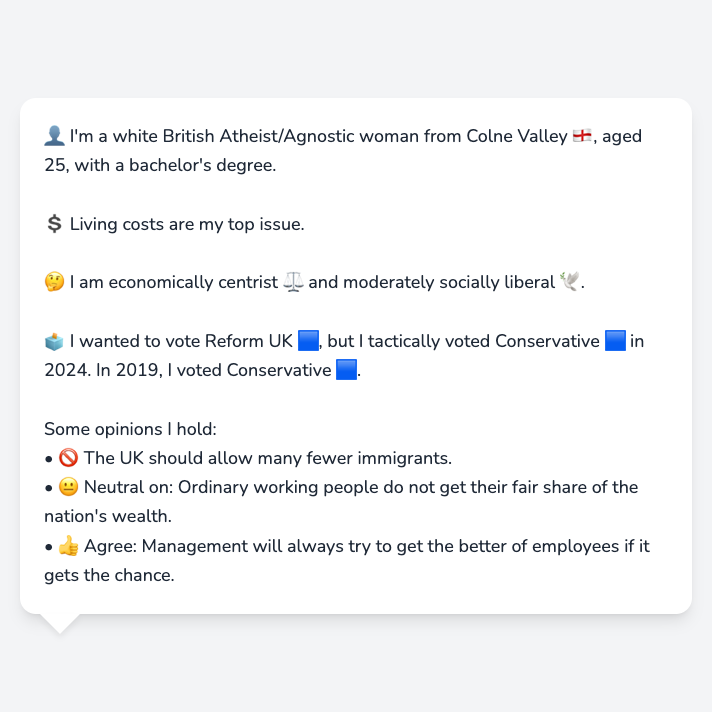 👤 I'm a white British Atheist/Agnostic woman from Colne Valley 🏴󠁧󠁢󠁥󠁮󠁧󠁿, aged
25, with a bachelor's degree.
💲 Living costs are my top issue.
🤔 I am economically centrist ⚖️ and moderately socially liberal 🕊️.
🗳️ I wanted to vote Reform UK 🟦, but I tactically voted Conservative 🟦 in
2024. In 2019, I voted Conservative 🟦.
Some opinions I hold:
• 🚫 The UK should allow many fewer immigrants.
• 😐 Neutral on: Ordinary working people do not get their fair share of the
nation's wealth.
• 👍 Agree: Management will always try to get the better of employees if it
gets the chance.